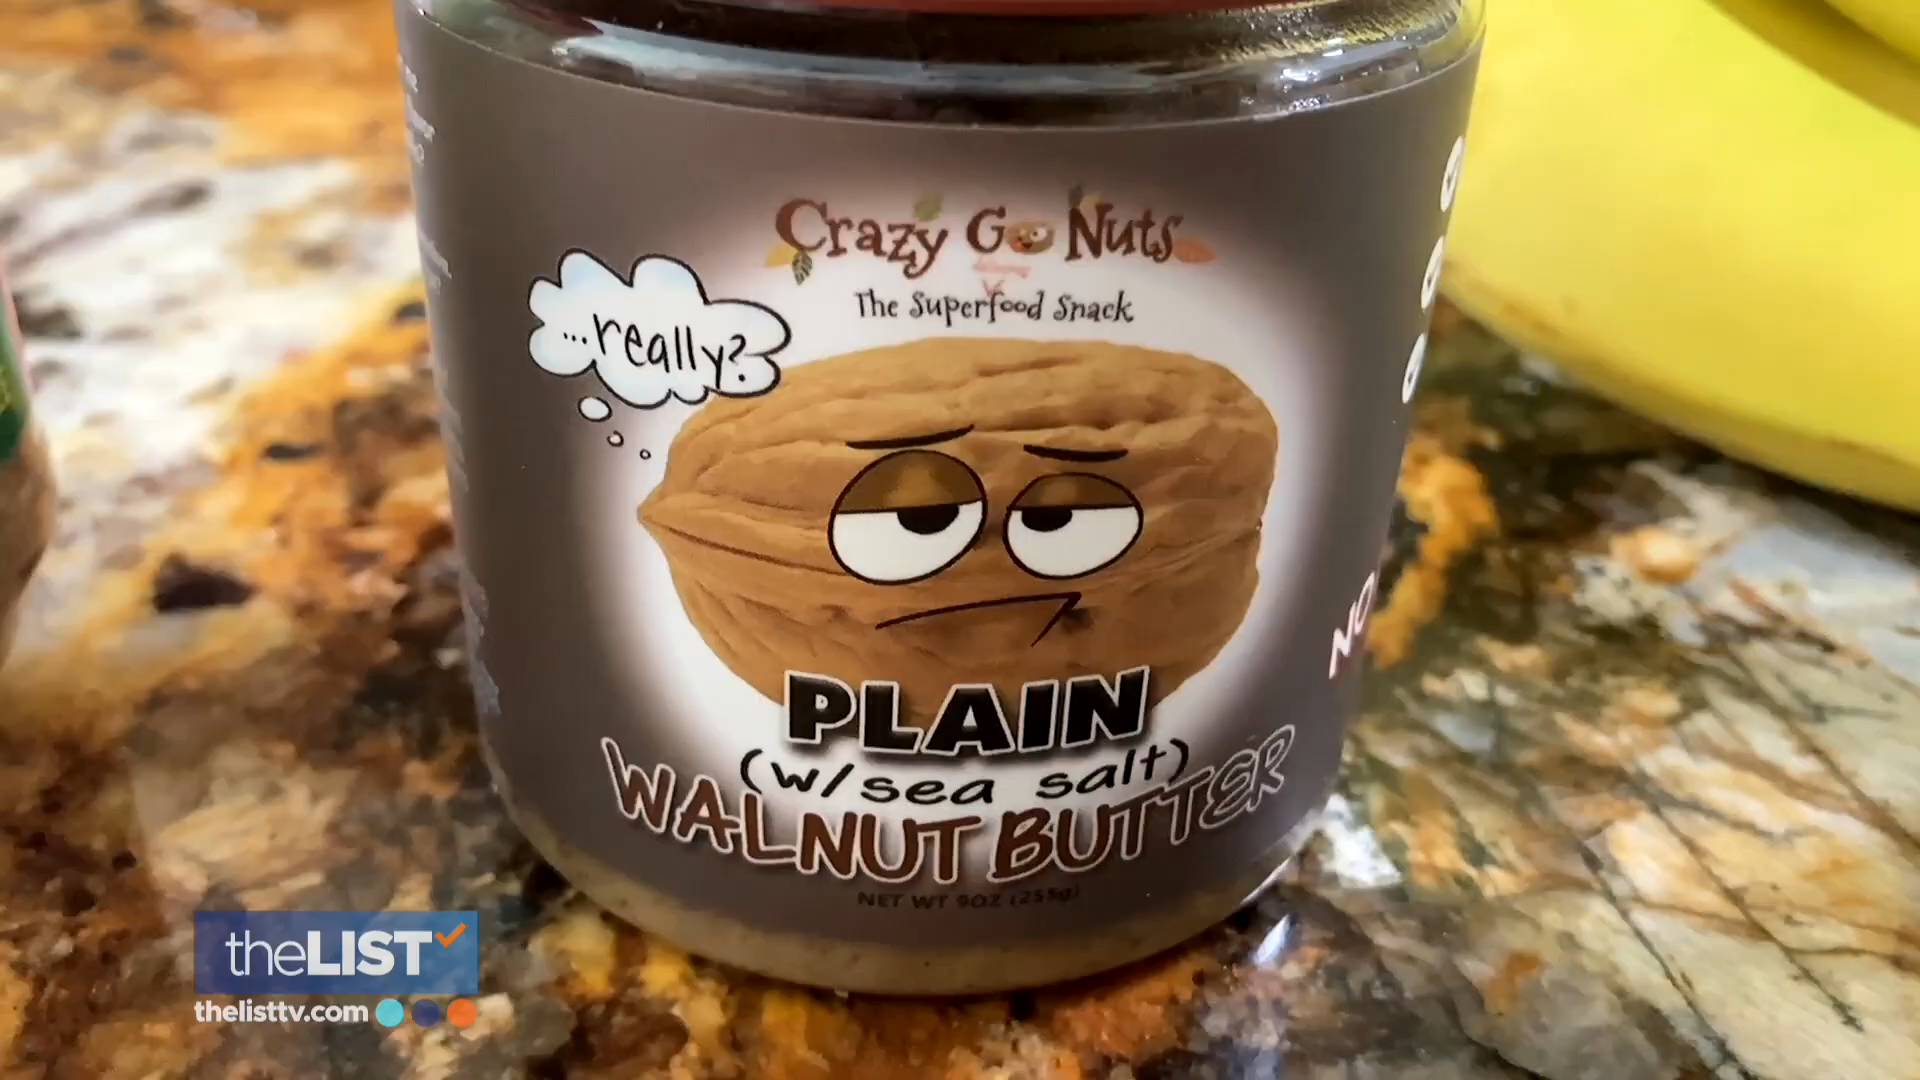 Crazy Go Nuts
The Superfood Snack
...really?
PLAIN
(w/sea salt)
WALNUT BUTTER
NET WT 9OZ (255g)
NO
theLIST
thelisttv.com